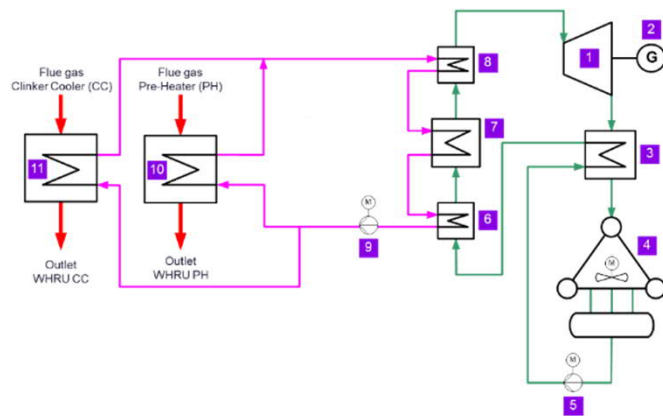 Flue gas
Clinker Cooler (CC)
Flue gas
Pre-Heater (PH)
11
10
Outlet
WHRU CC
Outlet
WHRU PH
M
9
8
7
6
1
2
G
3
4
M
M
5